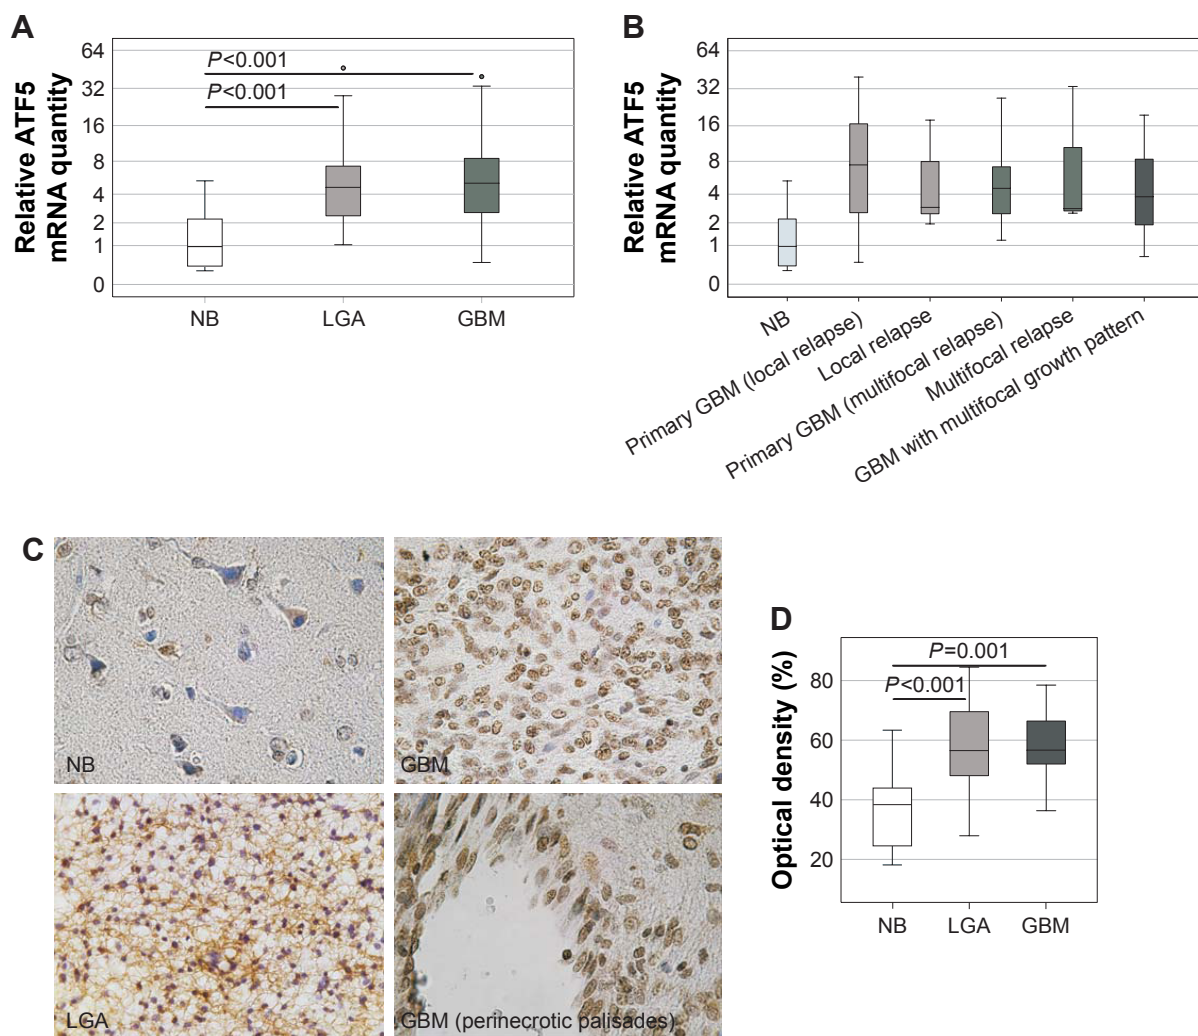 A
Relative ATF5
mRNA quantity
64
32
16
8
4
2
1
0
P<0.001
P<0.001
NB
LGA
GBM
B
Relative ATF5
mRNA quantity
64
32
16
8
4
2
1
0
NB
Primary GBM (local relapse)
Local relapse
Primary GBM (multifocal relapse)
Multifocal relapse
GBM with multifocal growth pattern
C
NB
GBM
LGA
GBM (perinecrotic palisades)
D
Optical density (%)
80
60
40
20
P=0.001
P<0.001
NB
LGA
GBM